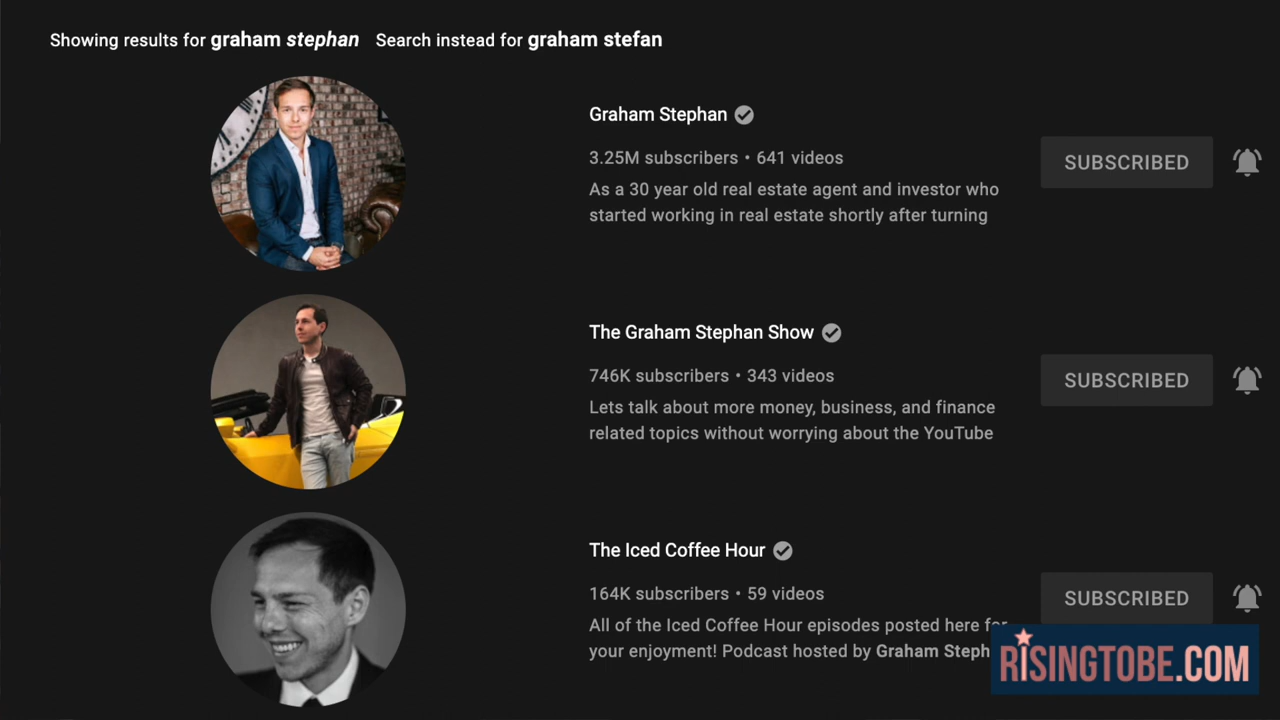 Showing results for graham stephan Search instead for graham stefan
Graham Stephan
3.25M subscribers • 641 videos
SUBSCRIBED
As a 30 year old real estate agent and investor who
started working in real estate shortly after turning
The Graham Stephan Show
746K subscribers • 343 videos
SUBSCRIBED
Lets talk about more money, business, and finance
related topics without worrying about the YouTube
The Iced Coffee Hour
164K subscribers • 59 videos
SUBSCRIBED
All of the Iced Coffee Hour episodes posted here for
your enjoyment! Podcast hosted by Graham Steph
RISINGTOBE.COM